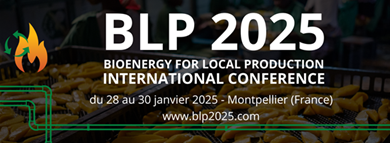 BLP 2025
BIOENERGY FOR LOCAL PRODUCTION
INTERNATIONAL CONFERENCE
du 28 au 30 janvier 2025 - Montpellier (France)
www.blp2025.com